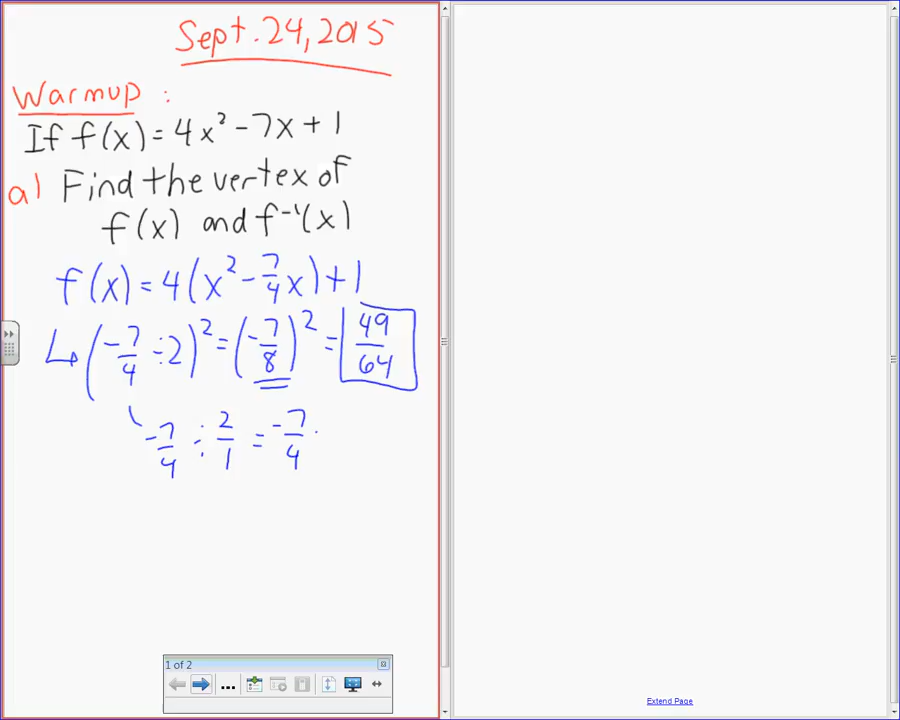 Sept. 24, 2015
Warmup :
If f(x) = 4x² - 7x + 1
a) Find the vertex of
f(x) and f⁻¹(x)
f(x) = 4(x² - 7/4 x) + 1
↳ (-7/4 ÷ 2)² = (-7/8)² = 49/64
-7/4 ÷ 2/1 = -7/4 ·
1 of 2
Extend Page